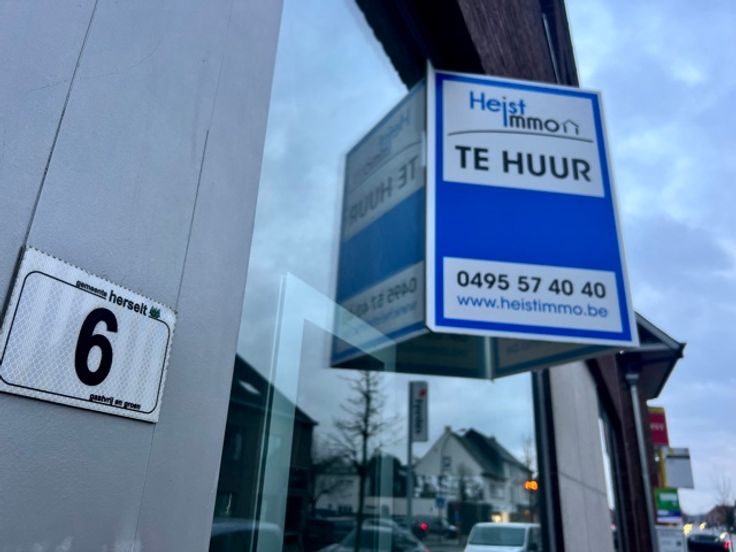 gemeente herselt
6
gastvrij en groen
Heist
Immo
TE HUUR
0495 57 40 40
www.heistimmo.be